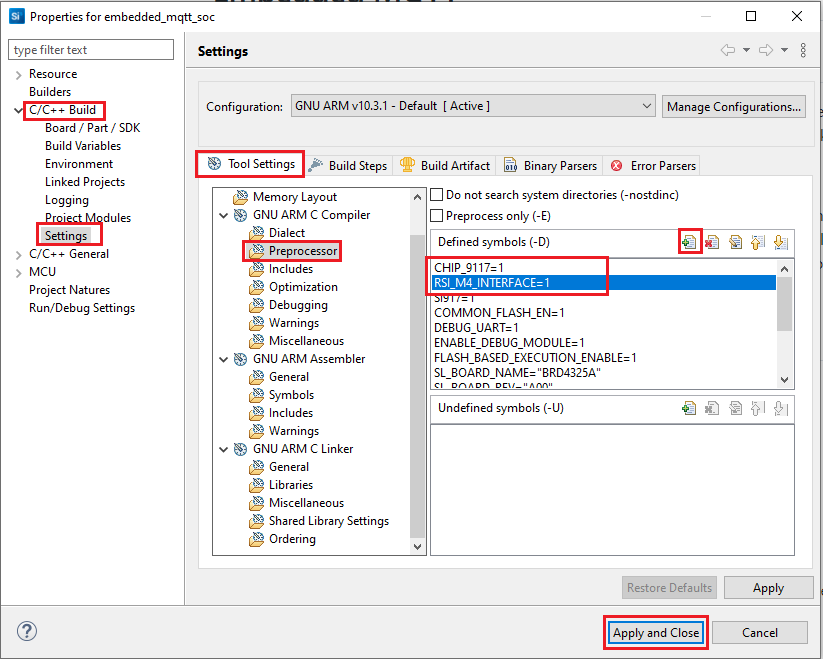 Properties for embedded_mqtt_soc
type filter text
Resource
Builders
C/C++ Build
Board / Part / SDK
Build Variables
Environment
Linked Projects
Logging
Project Modules
Settings
C/C++ General
MCU
Project Natures
Run/Debug Settings
Settings
Configuration: GNU ARM v10.3.1 - Default [ Active ] Manage Configurations...
Tool Settings Build Steps Build Artifact Binary Parsers Error Parsers
Memory Layout
GNU ARM C Compiler
Dialect
Preprocessor
Includes
Optimization
Debugging
Warnings
Miscellaneous
GNU ARM Assembler
General
Symbols
Includes
Warnings
GNU ARM C Linker
General
Libraries
Miscellaneous
Shared Library Settings
Ordering
Do not search system directories (-nostdinc)
Preprocess only (-E)
Defined symbols (-D)
CHIP_9117=1
RSI_M4_INTERFACE=1
SI917=1
COMMON_FLASH_EN=1
DEBUG_UART=1
ENABLE_DEBUG_MODULE=1
FLASH_BASED_EXECUTION_ENABLE=1
SL_BOARD_NAME="BRD4325A"
SL_BOARD_REV="A00"
Undefined symbols (-U)
Restore Defaults Apply
Apply and Close Cancel